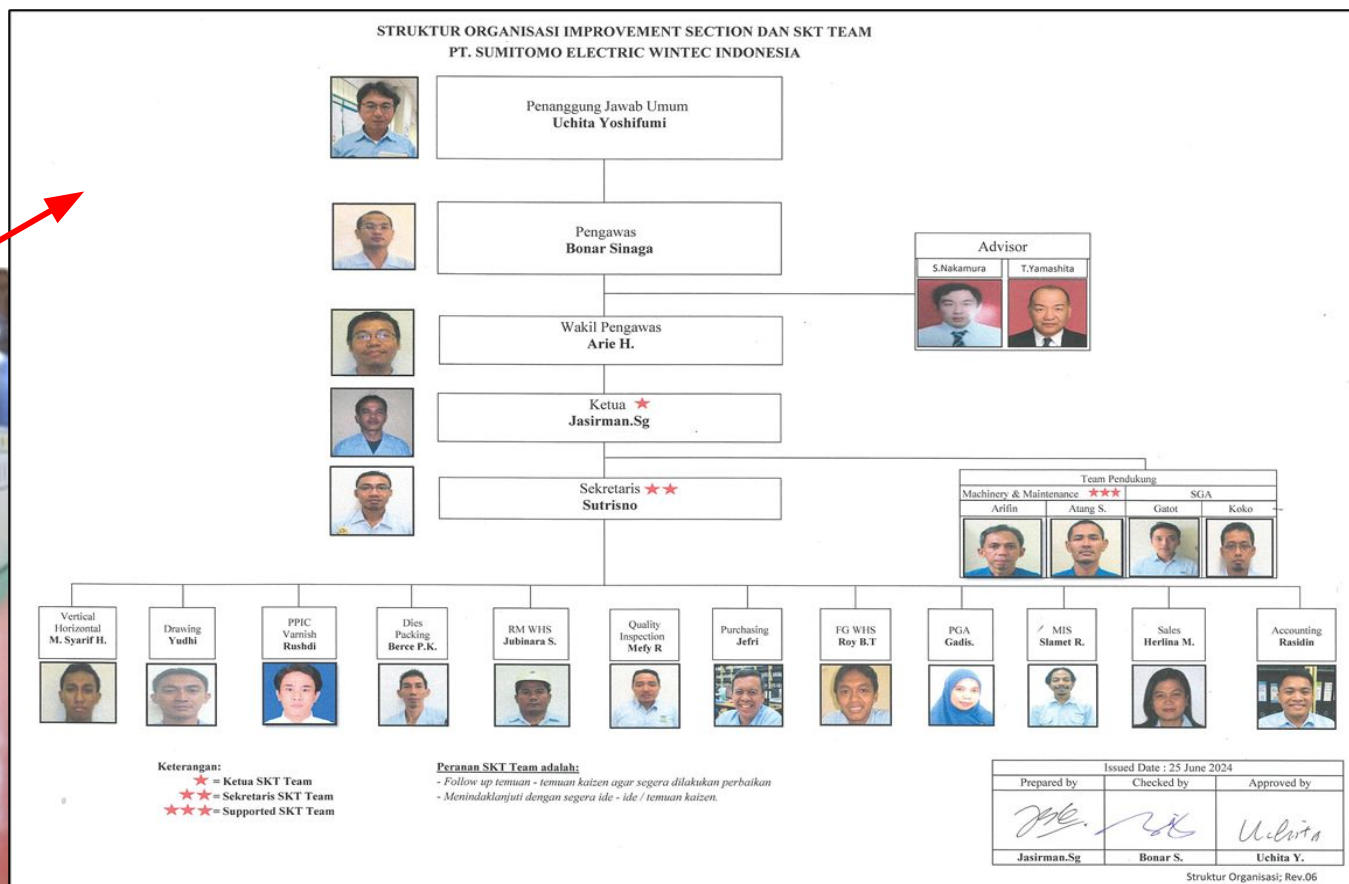 STRUKTUR ORGANISASI IMPROVEMENT SECTION DAN SKT TEAM
PT. SUMITOMO ELECTRIC WINTEC INDONESIA
Penanggung Jawab Umum
Uchita Yoshifumi
Pengawas
Bonar Sinaga
Advisor
S.Nakamura
T.Yamashita
Wakil Pengawas
Arie H.
Ketua
Jasirman.Sg
Sekretaris
Sutrisno
Team Pendukung
Machinery & Maintenance
SGA
Arifin
Atang S.
Gatot
Koko
Vertical
Horizontal
M. Syarif H.
Drawing
Yudhi
PPIC
Varnish
Rushdi
Dies
Packing
Berce P.K.
RM WHS
Jubinara S.
Quality
Inspection
Mefy R
Purchasing
Jefri
FG WHS
Roy B.T
PGA
Gadis.
MIS
Slamet R.
Sales
Herlina M.
Accounting
Rasidin
Keterangan:
= Ketua SKT Team
= Sekretaris SKT Team
= Supported SKT Team
Peranan SKT Team adalah:
- Follow up temuan - temuan kaizen agar segera dilakukan perbaikan
- Menindaklanjuti dengan segera ide - ide / temuan kaizen.
Issued Date : 25 June 2024
Prepared by
Checked by
Approved by
Uchita
Jasirman.Sg
Bonar S.
Uchita Y.
Struktur Organisasi; Rev.06